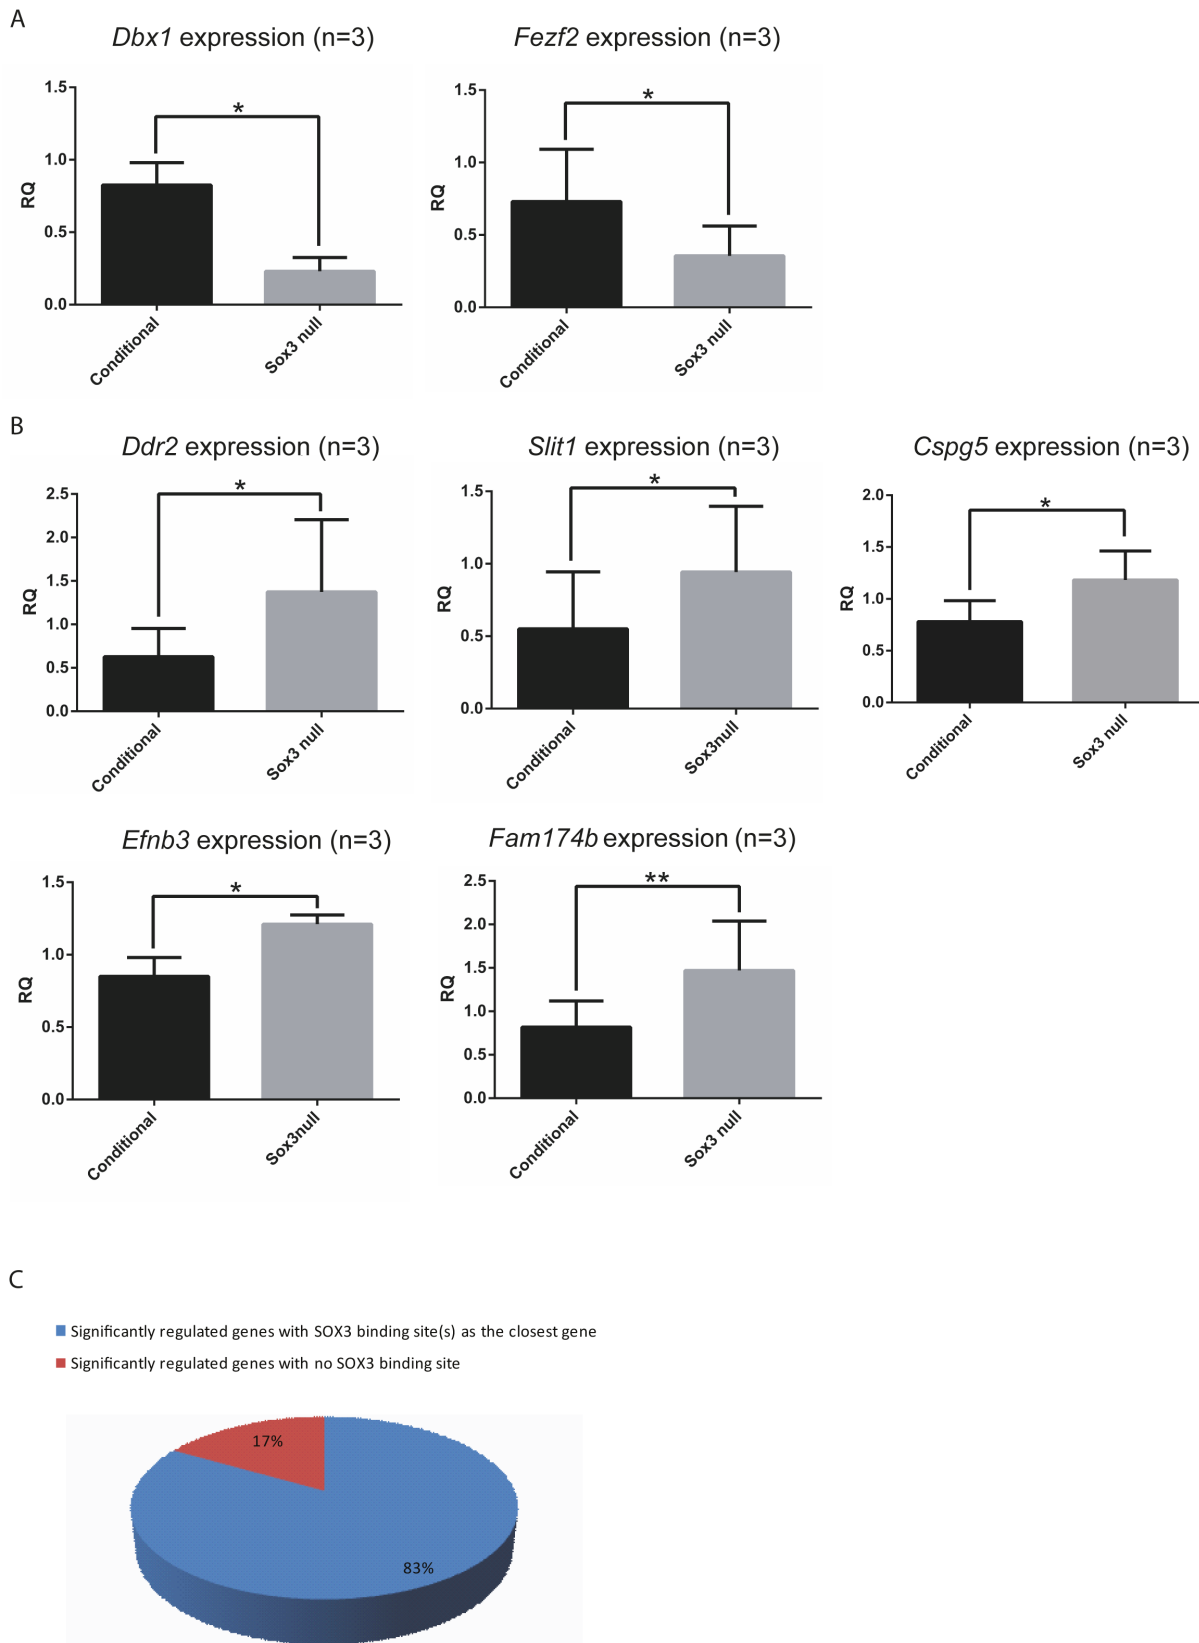 A
Dbx1 expression (n=3)
Fezf2 expression (n=3)
1.5
1.0
0.5
0.0
RQ
*
Conditional
Sox3 null
1.5
1.0
0.5
0.0
RQ
*
Conditional
Sox3 null
B
Ddr2 expression (n=3)
Slit1 expression (n=3)
Cspg5 expression (n=3)
2.5
2.0
1.5
1.0
0.5
0.0
RQ
*
Conditional
Sox3 null
1.5
1.0
0.5
0.0
RQ
*
Conditional
Sox3null
2.0
1.5
1.0
0.5
0.0
RQ
*
Conditional
Sox3 null
Efnb3 expression (n=3)
Fam174b expression (n=3)
1.5
1.0
0.5
0.0
RQ
*
Conditional
Sox3null
2.5
2.0
1.5
1.0
0.5
0.0
RQ
**
Conditional
Sox3 null
C
Significantly regulated genes with SOX3 binding site(s) as the closest gene
Significantly regulated genes with no SOX3 binding site
17%
83%